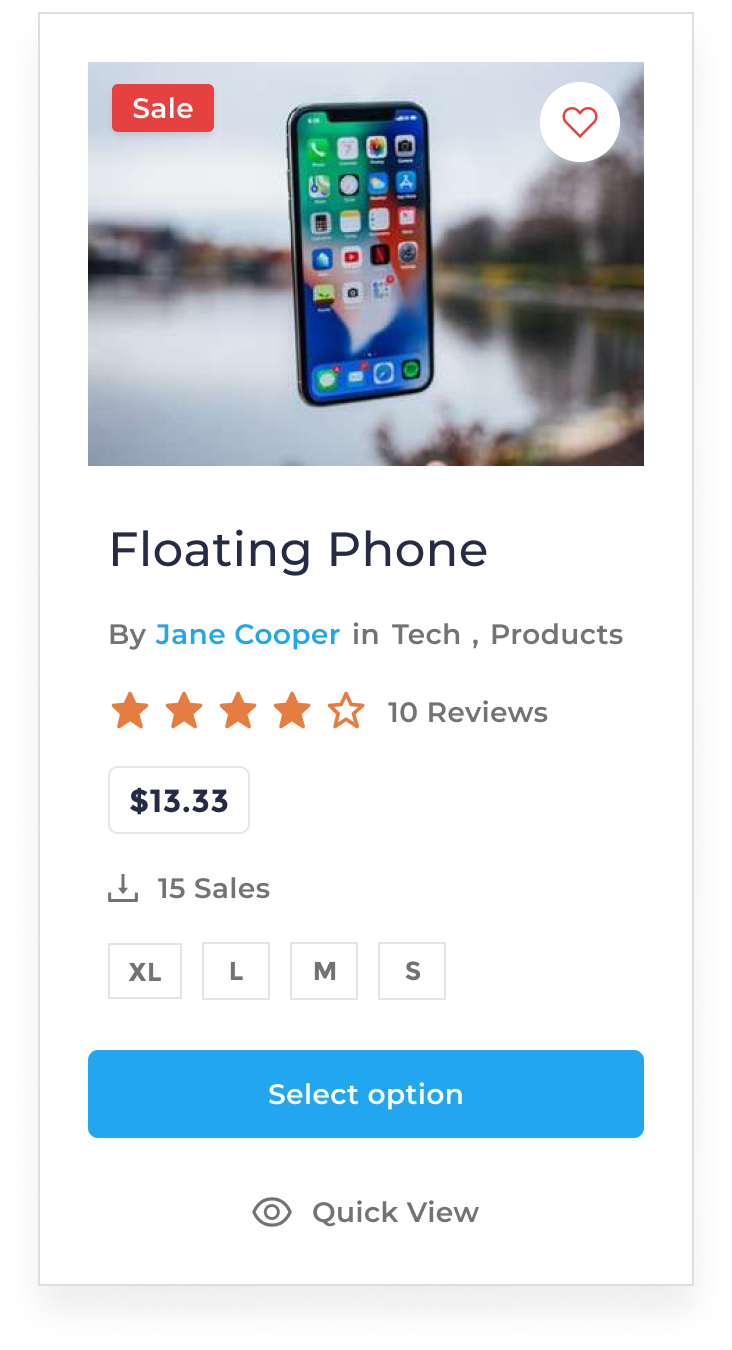 Sale
Floating Phone
By Jane Cooper in Tech , Products
10 Reviews
$13.33
15 Sales
XL L M S
Select option
Quick View